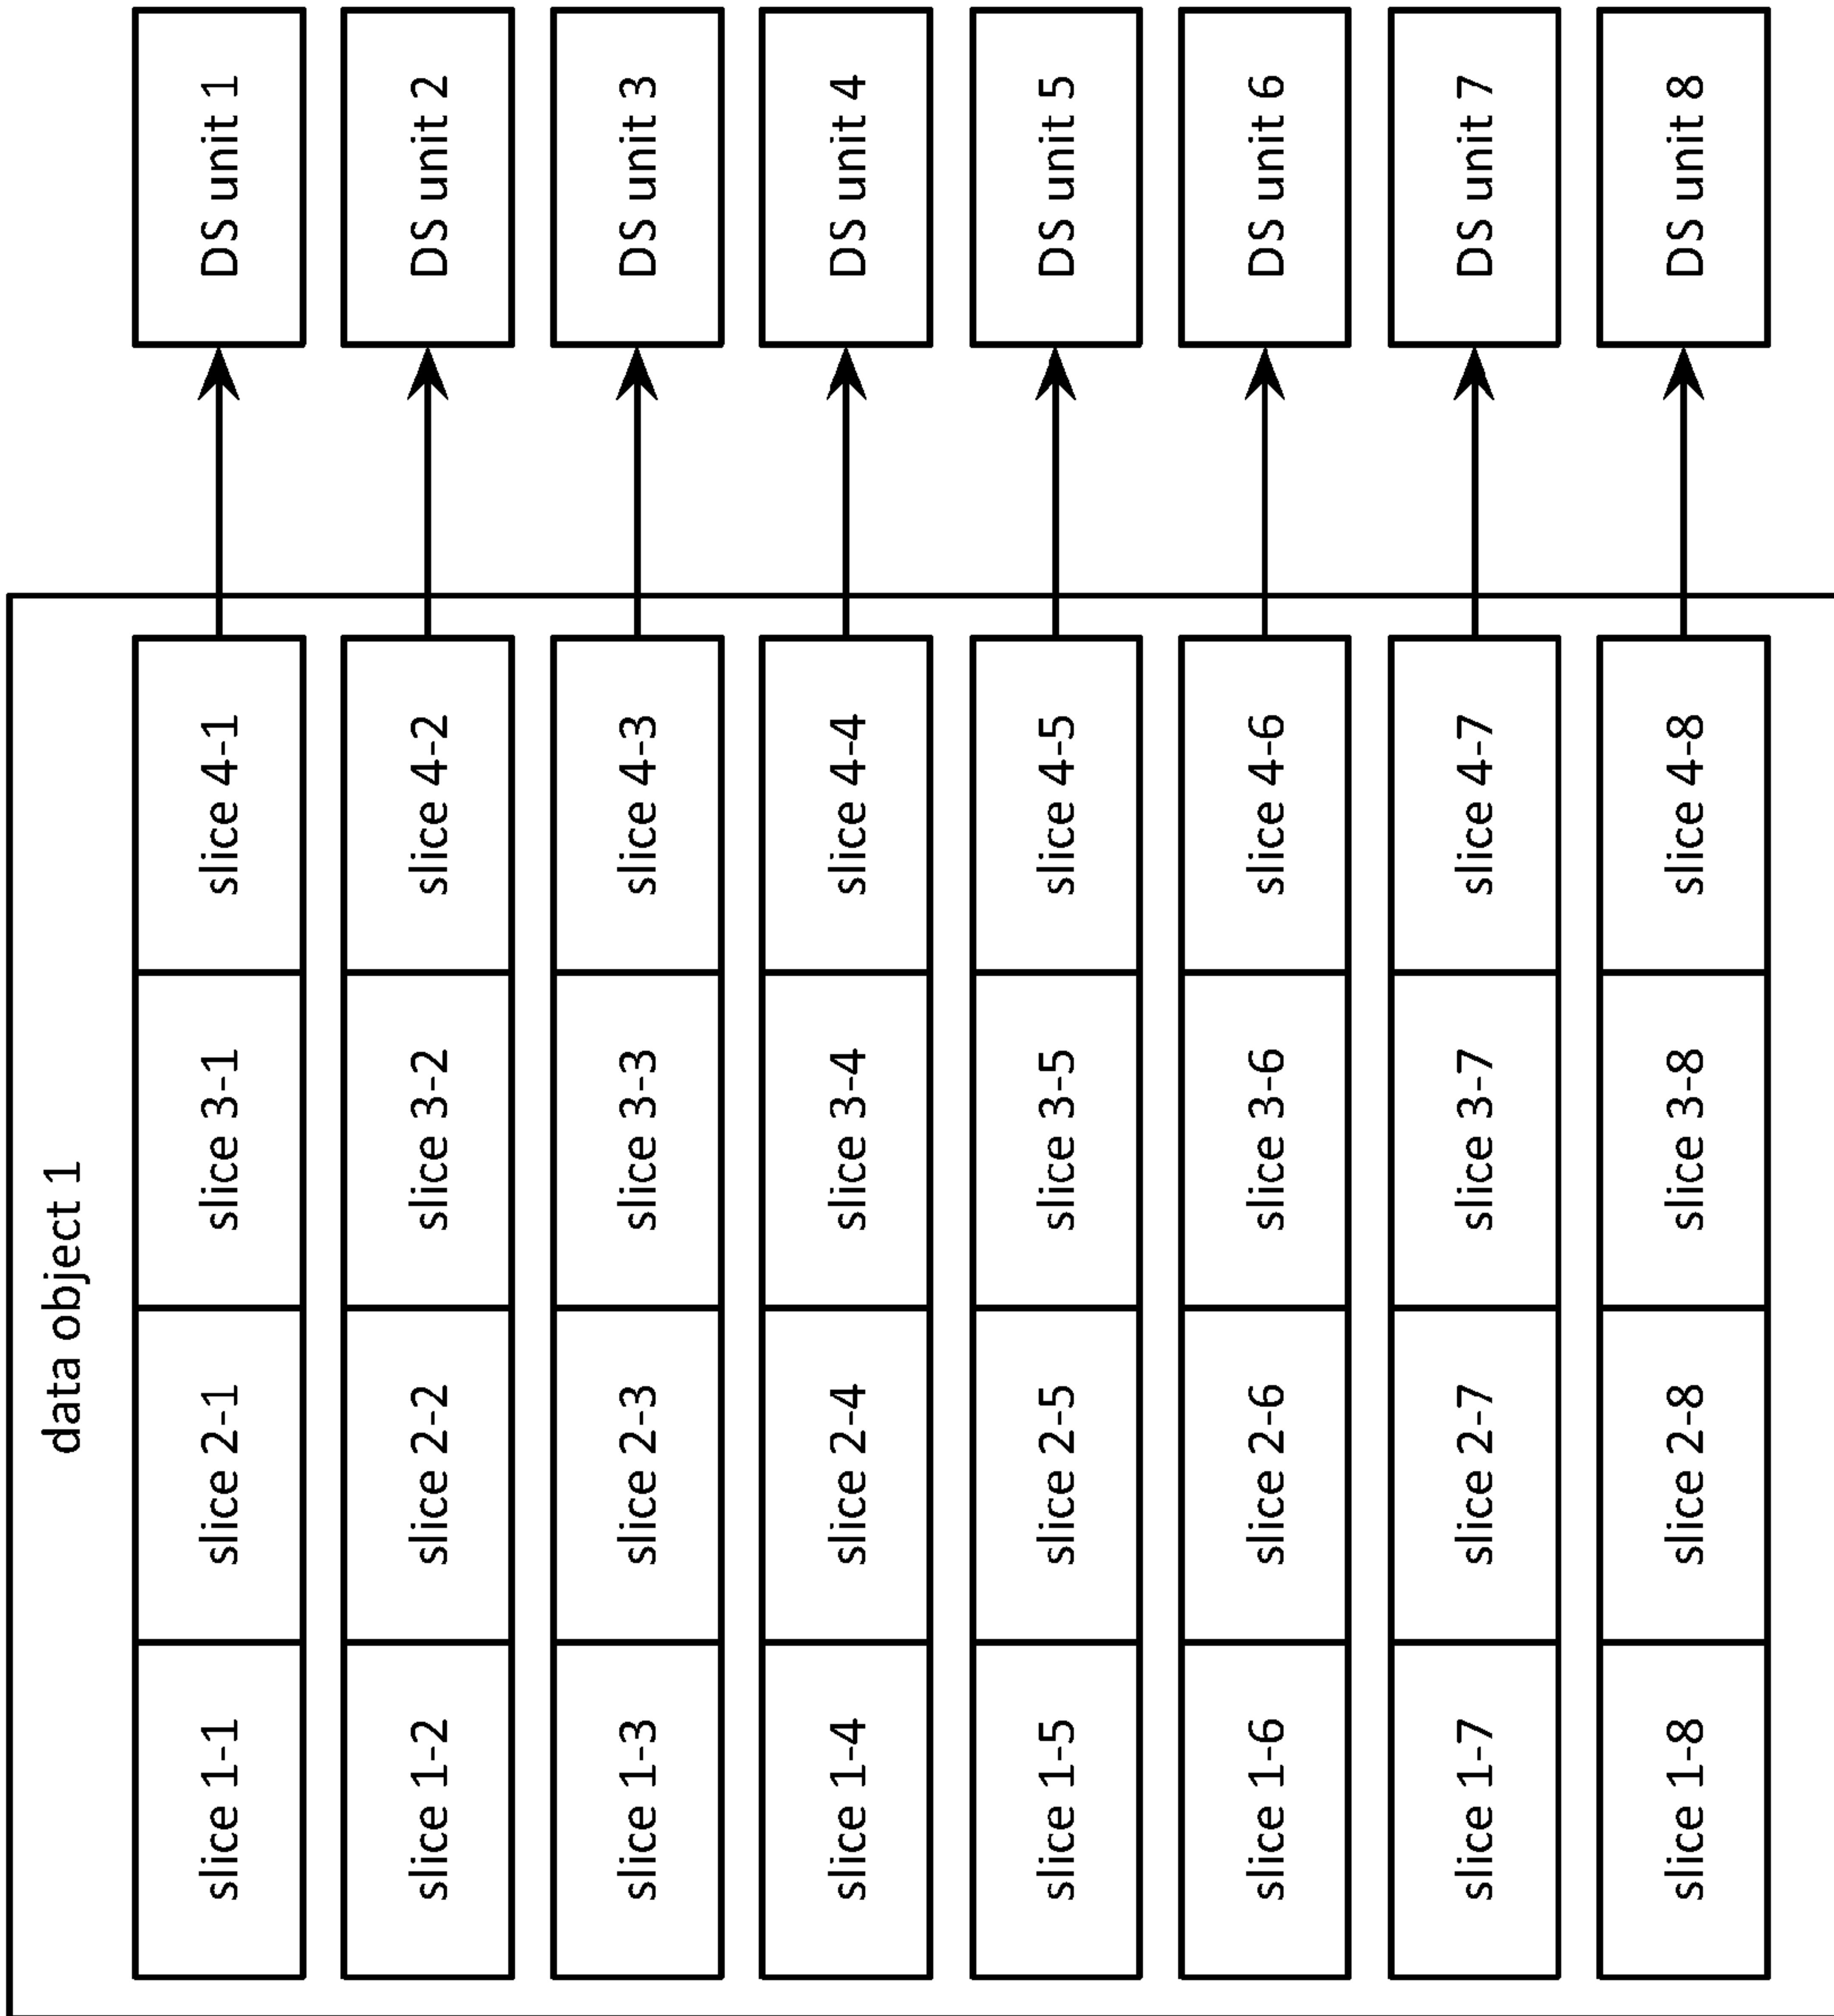 data object 1
slice 1-1 slice 2-1 slice 3-1 slice 4-1 DS unit 1
slice 1-2 slice 2-2 slice 3-2 slice 4-2 DS unit 2
slice 1-3 slice 2-3 slice 3-3 slice 4-3 DS unit 3
slice 1-4 slice 2-4 slice 3-4 slice 4-4 DS unit 4
slice 1-5 slice 2-5 slice 3-5 slice 4-5 DS unit 5
slice 1-6 slice 2-6 slice 3-6 slice 4-6 DS unit 6
slice 1-7 slice 2-7 slice 3-7 slice 4-7 DS unit 7
slice 1-8 slice 2-8 slice 3-8 slice 4-8 DS unit 8